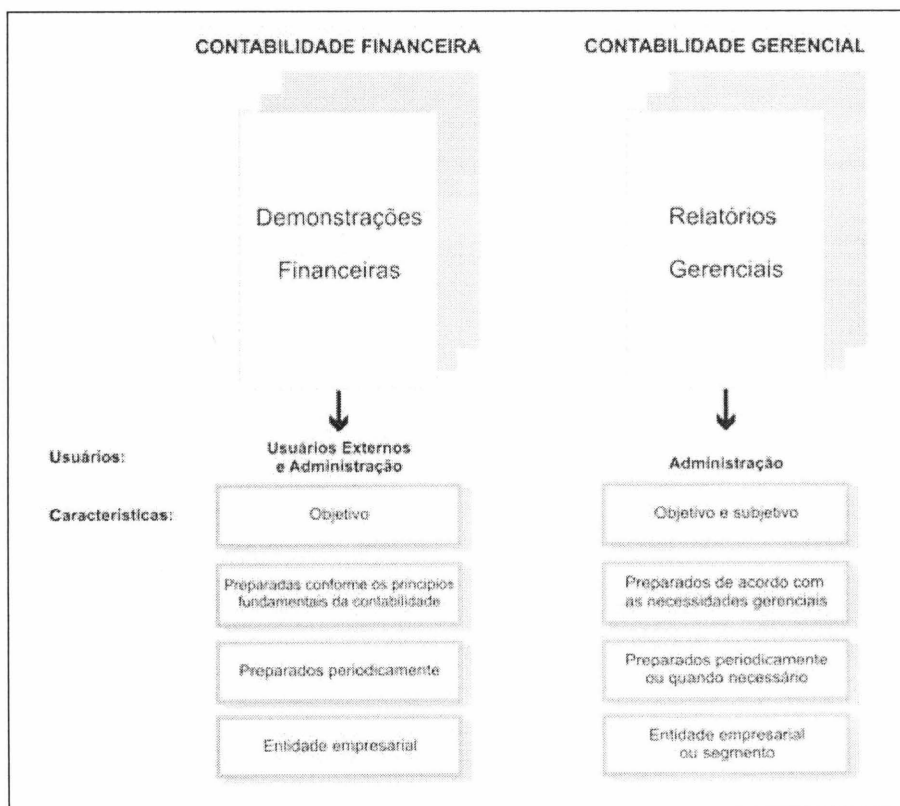 CONTABILIDADE FINANCEIRA
CONTABILIDADE GERENCIAL
Demonstrações
Financeiras
Relatórios
Gerenciais
Usuários:
Usuários Externos
e Administração
Administração
Características:
Objetivo
Objetivo e subjetivo
Preparadas conforme os princípios
fundamentais da contabilidade
Preparados de acordo com
as necessidades gerenciais
Preparados periodicamente
Preparados periodicamente
ou quando necessário
Entidade empresarial
Entidade empresarial
ou segmento